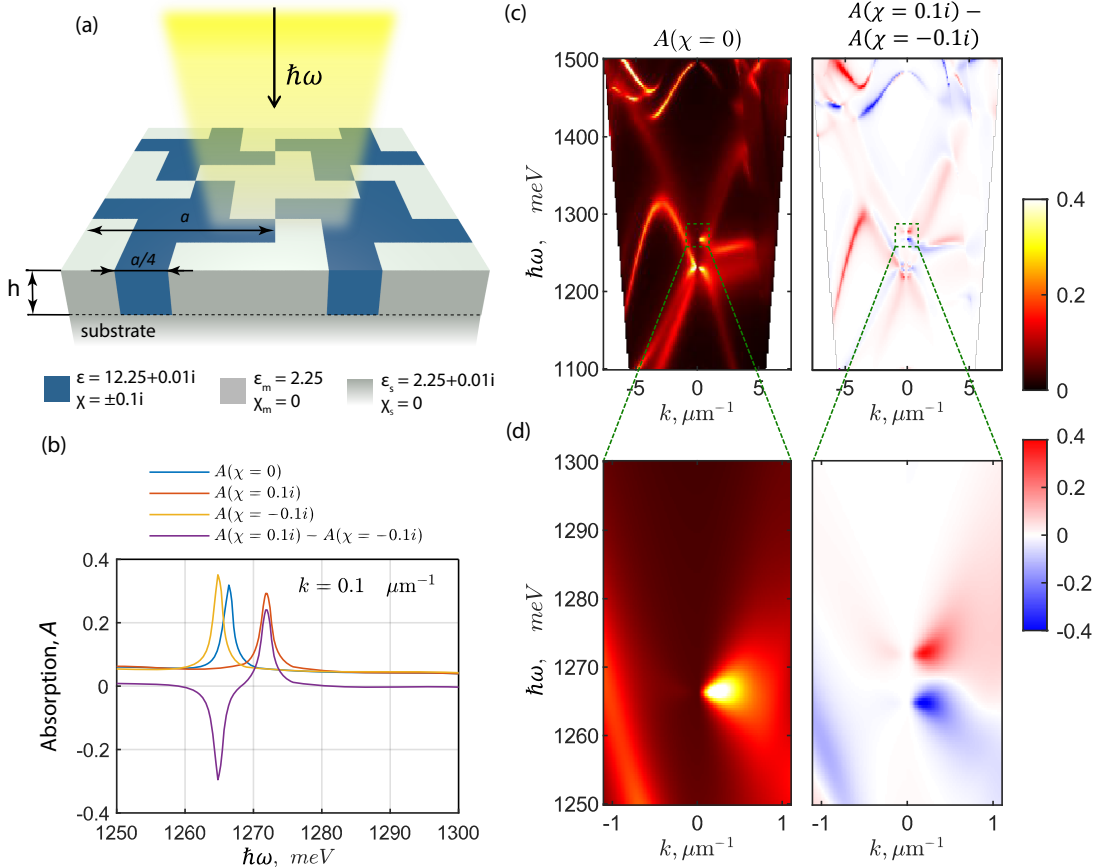 (a)
ħω
a
a/4
h
substrate
ε = 12.25+0.01i
χ = ±0.1i
εₘ = 2.25
χₘ = 0
εₛ = 2.25+0.01i
χₛ = 0
(b)
A(χ = 0)
A(χ = 0.1i)
A(χ = −0.1i)
A(χ = 0.1i) − A(χ = −0.1i)
k = 0.1 μm⁻¹
Absorption, A
0.4
0.2
0
-0.2
-0.4
1250 1260 1270 1280 1290 1300
ħω, meV
(c)
A(χ = 0)
A(χ = 0.1i) −
A(χ = −0.1i)
ħω, meV
1500
1400
1300
1200
1100
-5 0 5
k, μm⁻¹
-5 0 5
k, μm⁻¹
0.4
0.2
0
(d)
ħω, meV
1300
1290
1280
1270
1260
1250
-1 0 1
k, μm⁻¹
-1 0 1
k, μm⁻¹
0.4
0.2
0
-0.2
-0.4